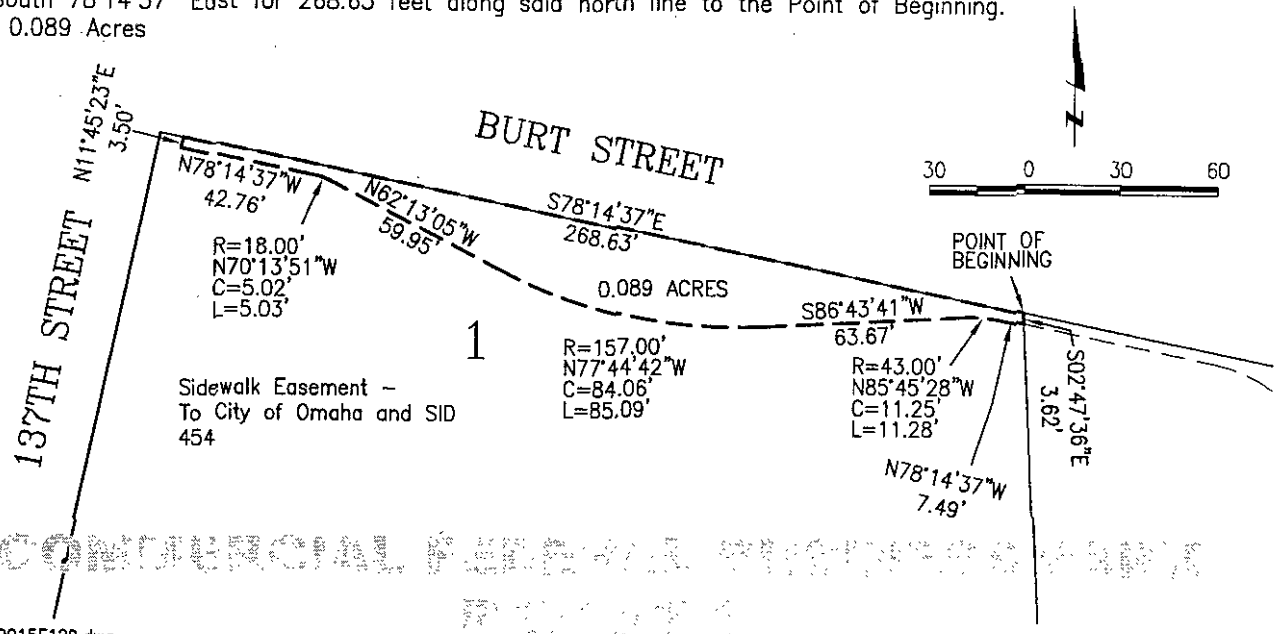 South 78°14'37" East for 268.63 feet along said north line to the Point of Beginning.
0.089 Acres
N11°45'23"E
3.50'
BURT STREET
137TH STREET
N78°14'37"W
42.76'
N62°13'05"W
59.95'
S78°14'37"E
268.63'
30 0 30 60
N
POINT OF
BEGINNING
R=18.00'
N70°13'51"W
C=5.02'
L=5.03'
0.089 ACRES
S86°43'41"W
63.67'
1
R=157.00'
N77°44'42"W
C=84.06'
L=85.09'
R=43.00'
N85°45'28"W
C=11.25'
L=11.28'
S02°47'36"E
3.62'
Sidewalk Easement –
To City of Omaha and SID
454
N78°14'37"W
7.49'